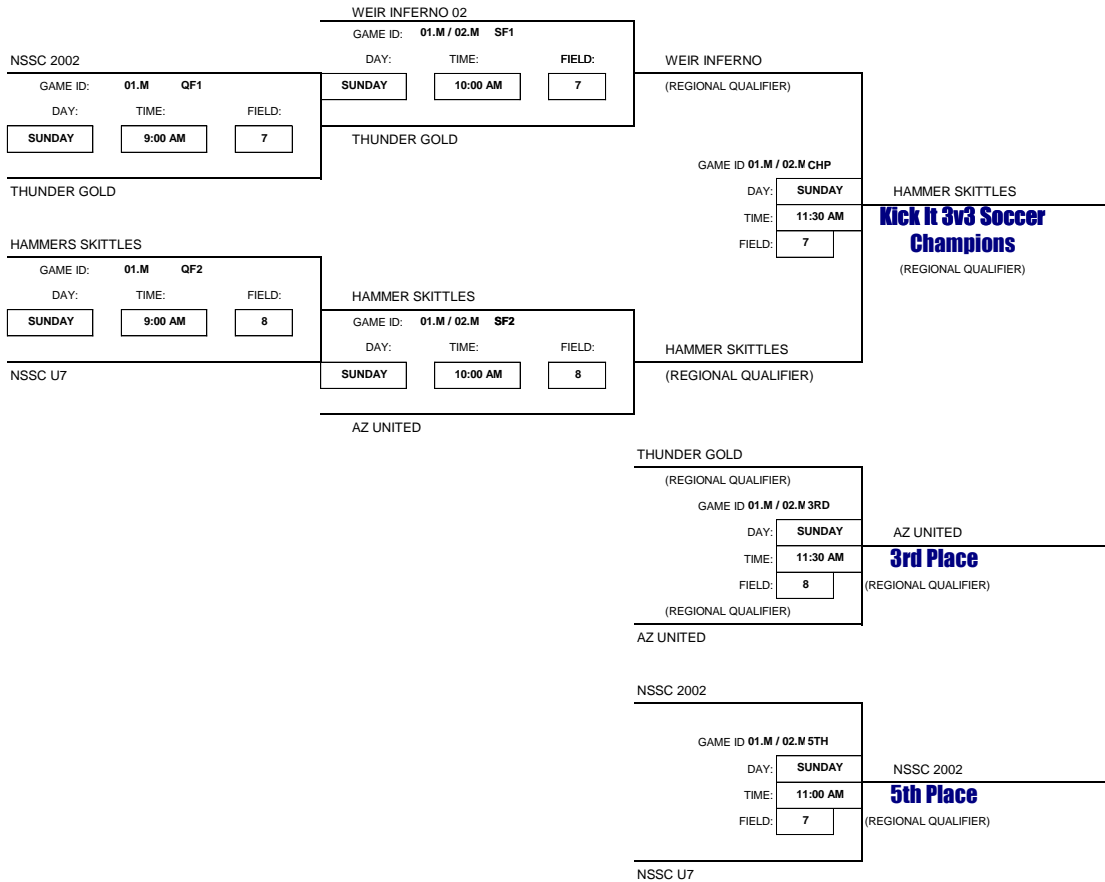 WEIR INFERNO 02
GAME ID: 01.M / 02.M SF1
DAY: TIME: FIELD:
SUNDAY 10:00 AM 7
THUNDER GOLD
NSSC 2002
GAME ID: 01.M QF1
DAY: TIME: FIELD:
SUNDAY 9:00 AM 7
THUNDER GOLD
WEIR INFERNO
(REGIONAL QUALIFIER)
GAME ID 01.M / 02.M CHP
DAY: SUNDAY
TIME: 11:30 AM
FIELD: 7
HAMMER SKITTLES
Kick It 3v3 Soccer
Champions
(REGIONAL QUALIFIER)
HAMMERS SKITTLES
GAME ID: 01.M QF2
DAY: TIME: FIELD:
SUNDAY 9:00 AM 8
NSSC U7
HAMMER SKITTLES
GAME ID: 01.M / 02.M SF2
DAY: TIME: FIELD:
SUNDAY 10:00 AM 8
AZ UNITED
HAMMER SKITTLES
(REGIONAL QUALIFIER)
THUNDER GOLD
(REGIONAL QUALIFIER)
GAME ID 01.M / 02.M 3RD
DAY: SUNDAY
TIME: 11:30 AM
FIELD: 8
(REGIONAL QUALIFIER)
AZ UNITED
AZ UNITED
3rd Place
(REGIONAL QUALIFIER)
NSSC 2002
GAME ID 01.M / 02.M 5TH
DAY: SUNDAY
TIME: 11:00 AM
FIELD: 7
NSSC U7
NSSC 2002
5th Place
(REGIONAL QUALIFIER)